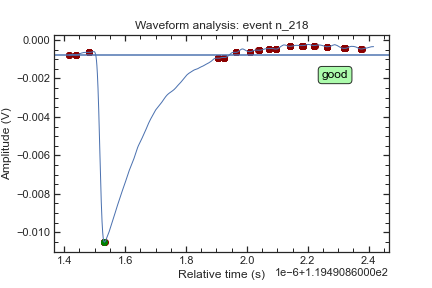 Waveform analysis: event n_218
Amplitude (V)
0.000
−0.002
−0.004
−0.006
−0.008
−0.010
good
1.4
1.6
1.8
2.0
2.2
2.4
Relative time (s)
1e−6+1.1949086000e2